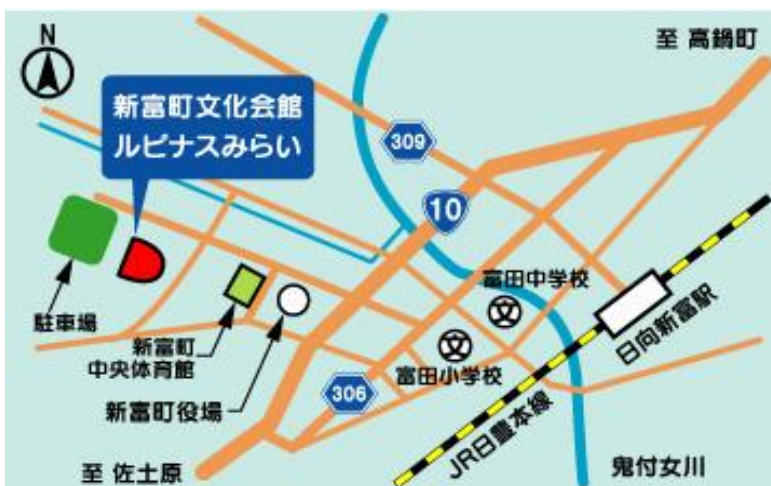 N
至 高鍋町
新富町文化会館
ルピナスみらい
309
10
富田中学校
駐車場
新富町
中央体育館
日向新富駅
富田小学校
306
新富町役場
JR日豊本線
至 佐土原
鬼付女川
文
文